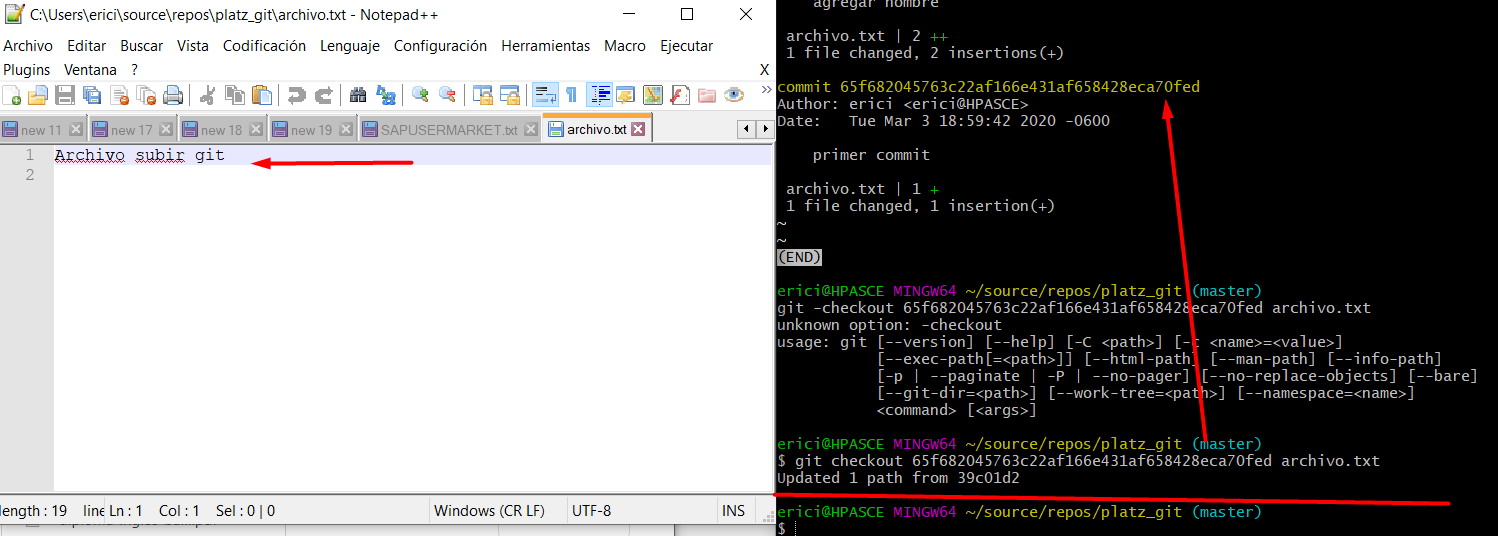 C:\Users\erici\source\repos\platz_git\archivo.txt - Notepad++
Archivo Editar Buscar Vista Codificación Lenguaje Configuración Herramientas Macro Ejecutar
Plugins Ventana ? X
new 11 new 17 new 18 new 19 SAPUSERMARKET.txt archivo.txt
1 Archivo subir git
2
length : 19 line Ln : 1 Col : 1 Sel : 0 | 0 Windows (CR LF) UTF-8 INS
agregar nombre
archivo.txt | 2 ++
1 file changed, 2 insertions(+)
commit 65f682045763c22af166e431af658428eca70fed
Author: erici <erici@HPASCE>
Date: Tue Mar 3 18:59:42 2020 -0600
primer commit
archivo.txt | 1 +
1 file changed, 1 insertion(+)
~
~
(END)
erici@HPASCE MINGW64 ~/source/repos/platz_git (master)
git -checkout 65f682045763c22af166e431af658428eca70fed archivo.txt
unknown option: -checkout
usage: git [--version] [--help] [-C <path>] [-c <name>=<value>]
[--exec-path[=<path>]] [--html-path] [--man-path] [--info-path]
[-p | --paginate | -P | --no-pager] [--no-replace-objects] [--bare]
[--git-dir=<path>] [--work-tree=<path>] [--namespace=<name>]
<command> [<args>]
erici@HPASCE MINGW64 ~/source/repos/platz_git (master)
$ git checkout 65f682045763c22af166e431af658428eca70fed archivo.txt
Updated 1 path from 39c01d2
erici@HPASCE MINGW64 ~/source/repos/platz_git (master)
$